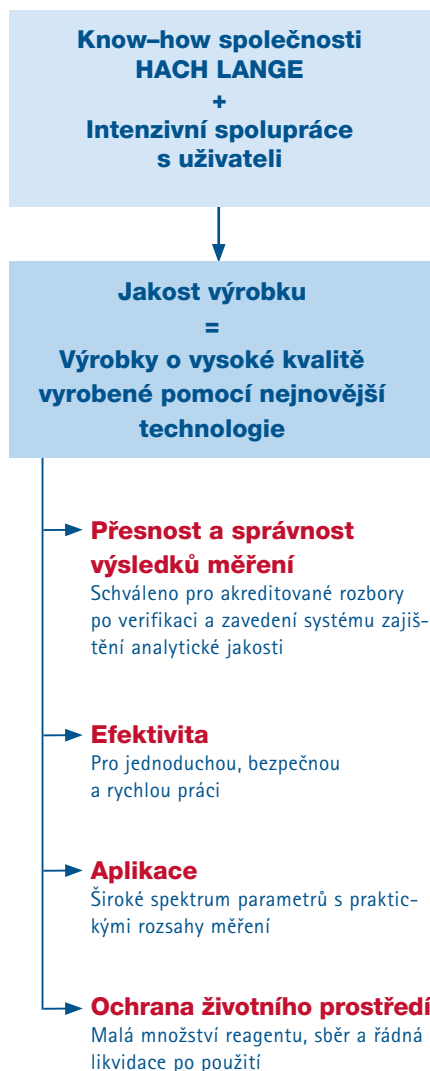 Know–how společnosti
HACH LANGE
+
Intenzivní spolupráce
s uživateli
Jakost výrobku
=
Výrobky o vysoké kvalitě
vyrobené pomocí nejnovější
technologie
Přesnost a správnost
výsledků měření
Schváleno pro akreditované rozbory
po verifikaci a zavedení systému zajiš-
tění analytické jakosti
Efektivita
Pro jednoduchou, bezpečnou
a rychlou práci
Aplikace
Široké spektrum parametrů s praktic-
kými rozsahy měření
Ochrana životního prostředí
Malá množství reagentu, sběr a řádná
likvidace po použití